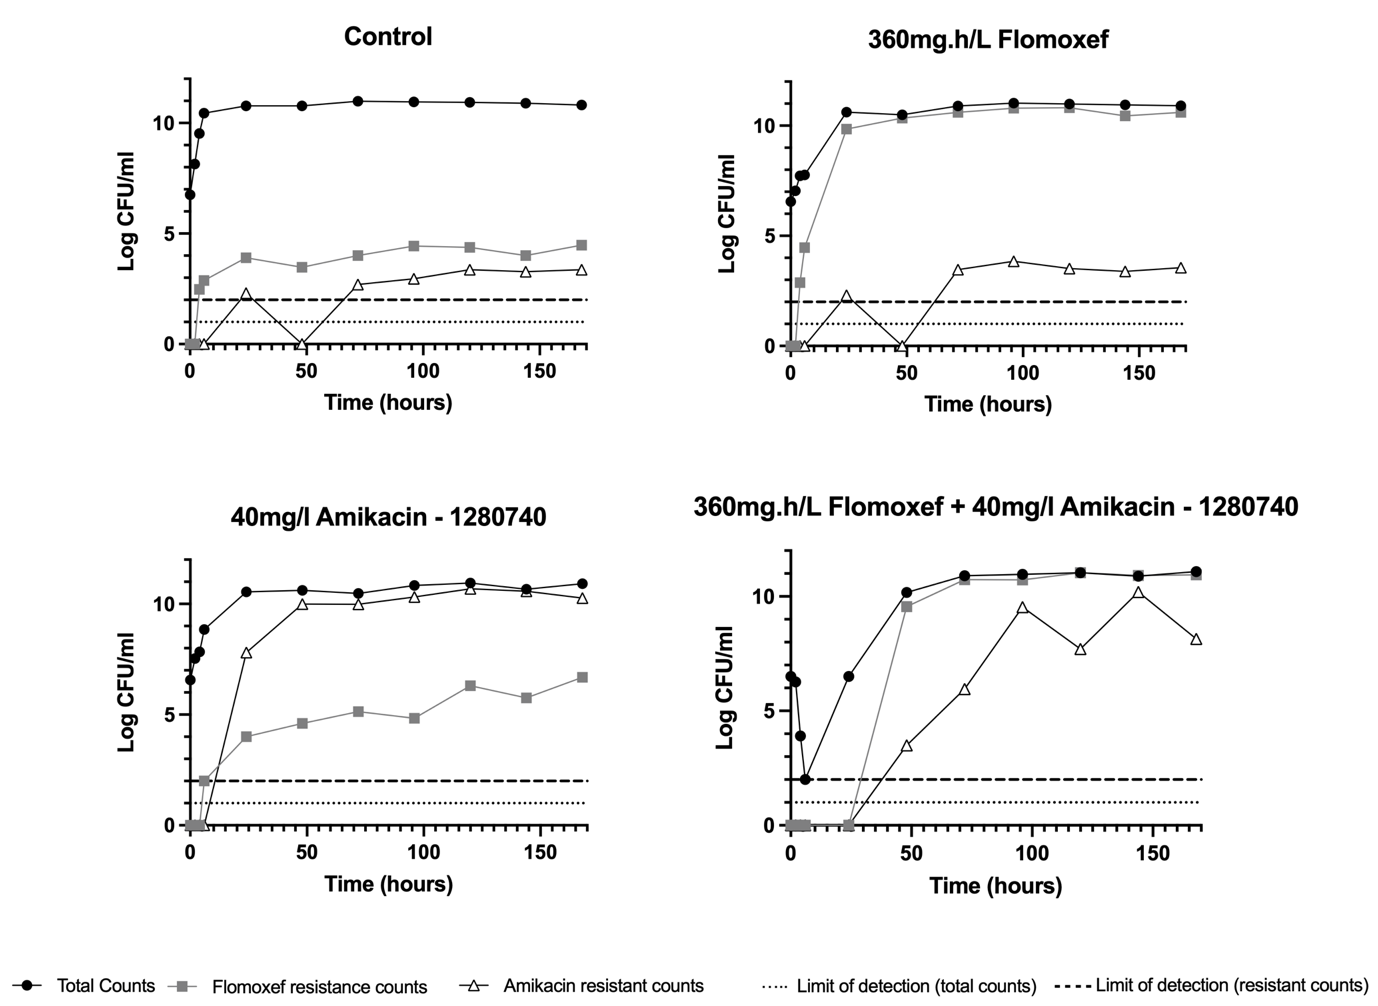 Control
360mg.h/L Flomoxef
Log CFU/ml
10
5
0
0
50
100
150
Time (hours)
Log CFU/ml
10
5
0
0
50
100
150
Time (hours)
40mg/l Amikacin - 1280740
360mg.h/L Flomoxef + 40mg/l Amikacin - 1280740
Log CFU/ml
10
5
0
0
50
100
150
Time (hours)
Log CFU/ml
10
5
0
0
50
100
150
Time (hours)
Total Counts
Flomoxef resistance counts
Amikacin resistant counts
Limit of detection (total counts)
Limit of detection (resistant counts)